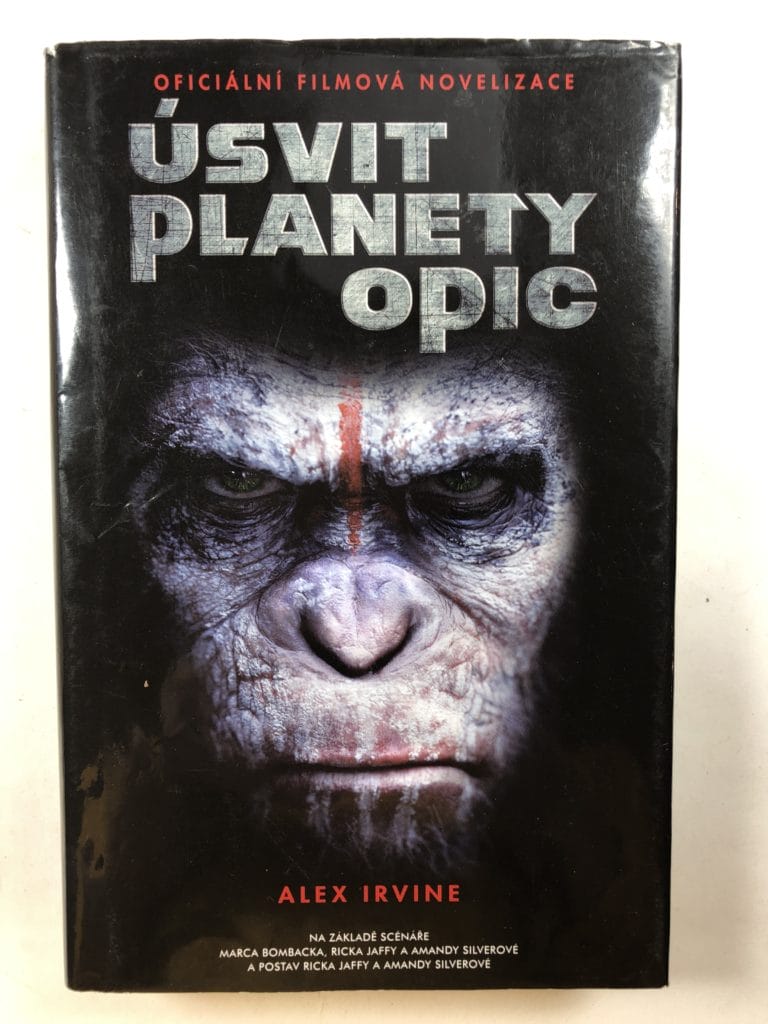 OFICIÁLNÍ FILMOVÁ NOVELIZACE
ÚSVIT
PLANETY
OPIC
ALEX IRVINE
NA ZÁKLADĚ SCÉNÁŘE
MARCA BOMBACKA, RICKA JAFFY A AMANDY SILVEROVÉ
A POSTAV RICKA JAFFY A AMANDY SILVEROVÉ